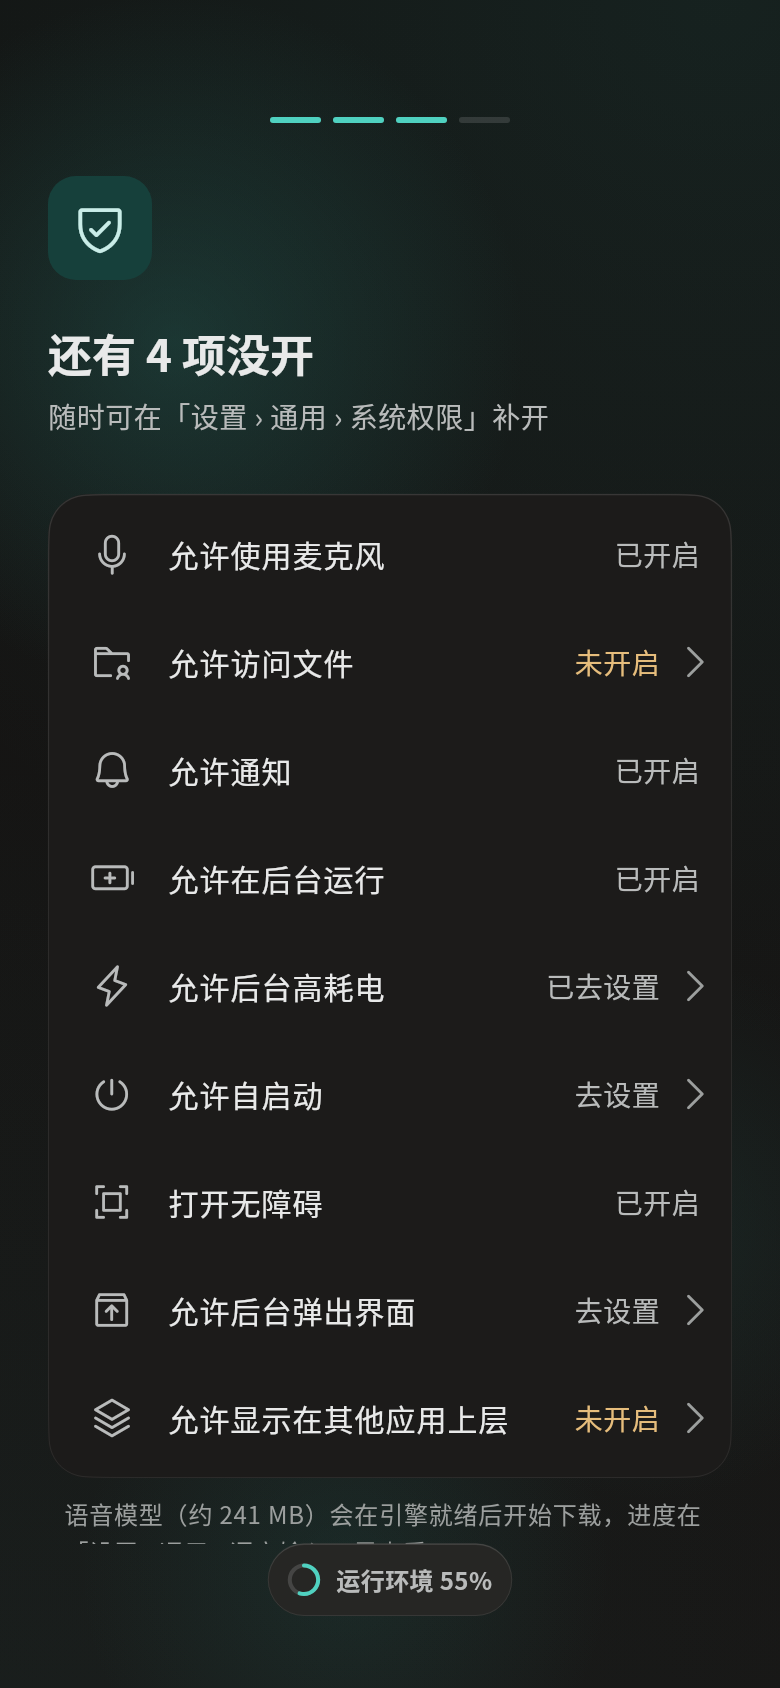 还有 4 项没开
随时可在「设置 › 通用 › 系统权限」补开
允许使用麦克风 已开启
允许访问文件 未开启
允许通知 已开启
允许在后台运行 已开启
允许后台高耗电 已去设置
允许自启动 去设置
打开无障碍 已开启
允许后台弹出界面 去设置
允许显示在其他应用上层 未开启
语音模型（约 241 MB）会在引擎就绪后开始下载，进度在
运行环境 55%